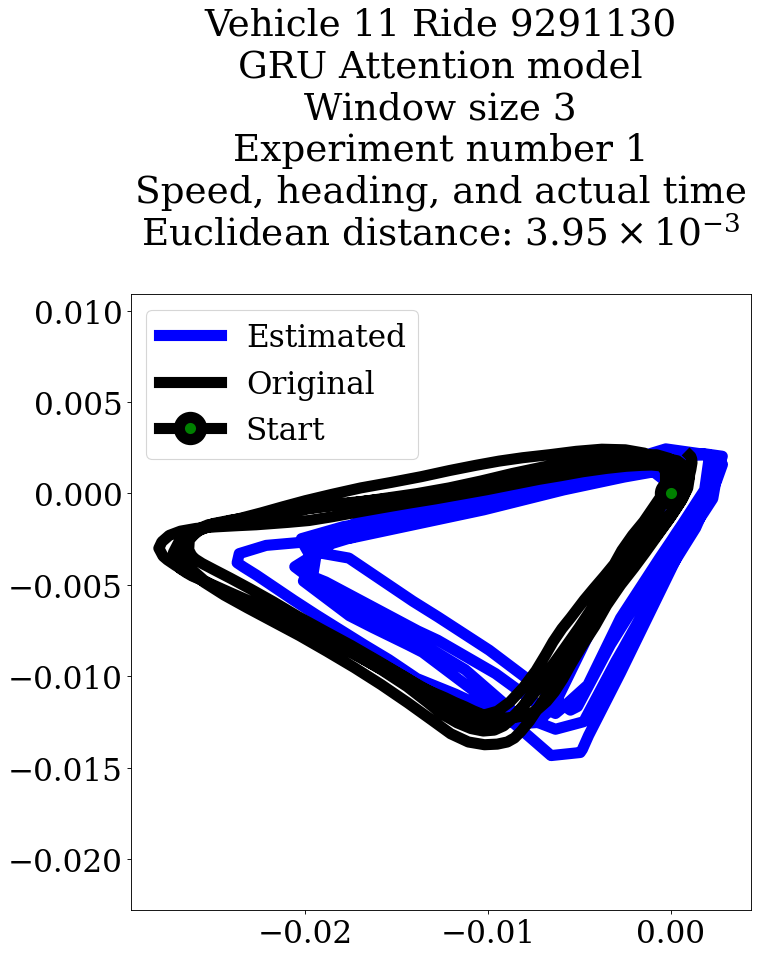 Vehicle 11 Ride 9291130
GRU Attention model
Window size 3
Experiment number 1
Speed, heading, and actual time
Euclidean distance: 3.95 × 10⁻³
Estimated
Original
Start
0.010
0.005
0.000
−0.005
−0.010
−0.015
−0.020
−0.02
−0.01
0.00